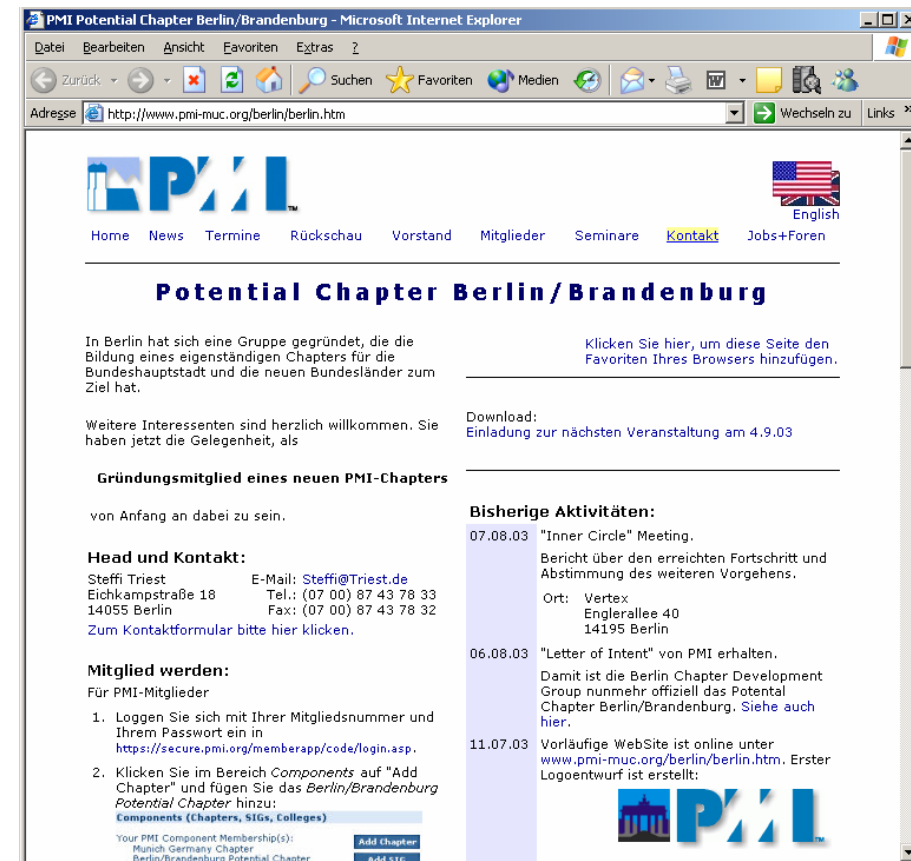 PMI Potential Chapter Berlin/Brandenburg - Microsoft Internet Explorer
Datei Bearbeiten Ansicht Favoriten Extras ?
Zurück Suchen Favoriten Medien
Adresse http://www.pmi-muc.org/berlin/berlin.htm Wechseln zu Links »
PMI TM
English
Home News Termine Rückschau Vorstand Mitglieder Seminare Kontakt Jobs+Foren
Potential Chapter Berlin/Brandenburg
In Berlin hat sich eine Gruppe gegründet, die die
Bildung eines eigenständigen Chapters für die
Bundeshauptstadt und die neuen Bundesländer zum
Ziel hat.
Weitere Interessenten sind herzlich willkommen. Sie
haben jetzt die Gelegenheit, als
Gründungsmitglied eines neuen PMI-Chapters
von Anfang an dabei zu sein.
Head und Kontakt:
Steffi Triest E-Mail: Steffi@Triest.de
Eichkampstraße 18 Tel.: (07 00) 87 43 78 33
14055 Berlin Fax: (07 00) 87 43 78 32
Zum Kontaktformular bitte hier klicken.
Mitglied werden:
Für PMI-Mitglieder
1. Loggen Sie sich mit Ihrer Mitgliedsnummer und
Ihrem Passwort ein in
https://secure.pmi.org/memberapp/code/login.asp.
2. Klicken Sie im Bereich Components auf "Add
Chapter" und fügen Sie das Berlin/Brandenburg
Potential Chapter hinzu:
Components (Chapters, SIGs, Colleges)
Your PMI Component Membership(s):
Munich Germany Chapter
Berlin/Brandenburg Potential Chapter
Add Chapter
Add SIG
Klicken Sie hier, um diese Seite den
Favoriten Ihres Browsers hinzufügen.
Download:
Einladung zur nächsten Veranstaltung am 4.9.03
Bisherige Aktivitäten:
07.08.03 "Inner Circle" Meeting.
Bericht über den erreichten Fortschritt und
Abstimmung des weiteren Vorgehens.
Ort: Vertex
Englerallee 40
14195 Berlin
06.08.03 "Letter of Intent" von PMI erhalten.
Damit ist die Berlin Chapter Development
Group nunmehr offiziell das Potental
Chapter Berlin/Brandenburg. Siehe auch
hier.
11.07.03 Vorläufige WebSite ist online unter
www.pmi-muc.org/berlin/berlin.htm. Erster
Logoentwurf ist erstellt:
PMI